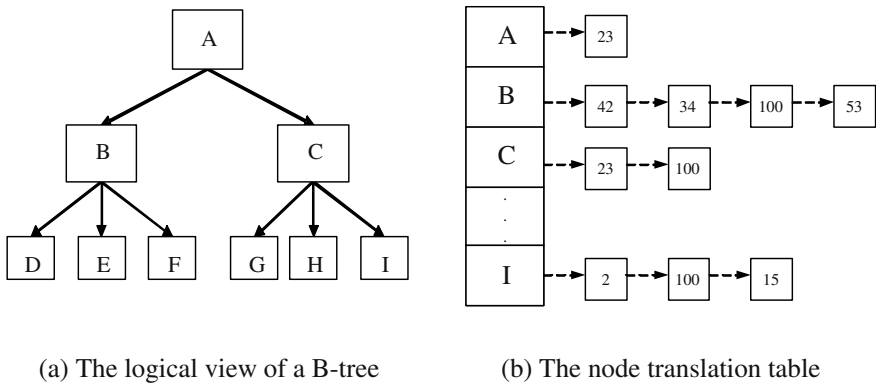 A
B C
D E F G H I
(a) The logical view of a B-tree
A 23
B 42 34 100 53
C 23 100
.
.
.
I 2 100 15
(b) The node translation table